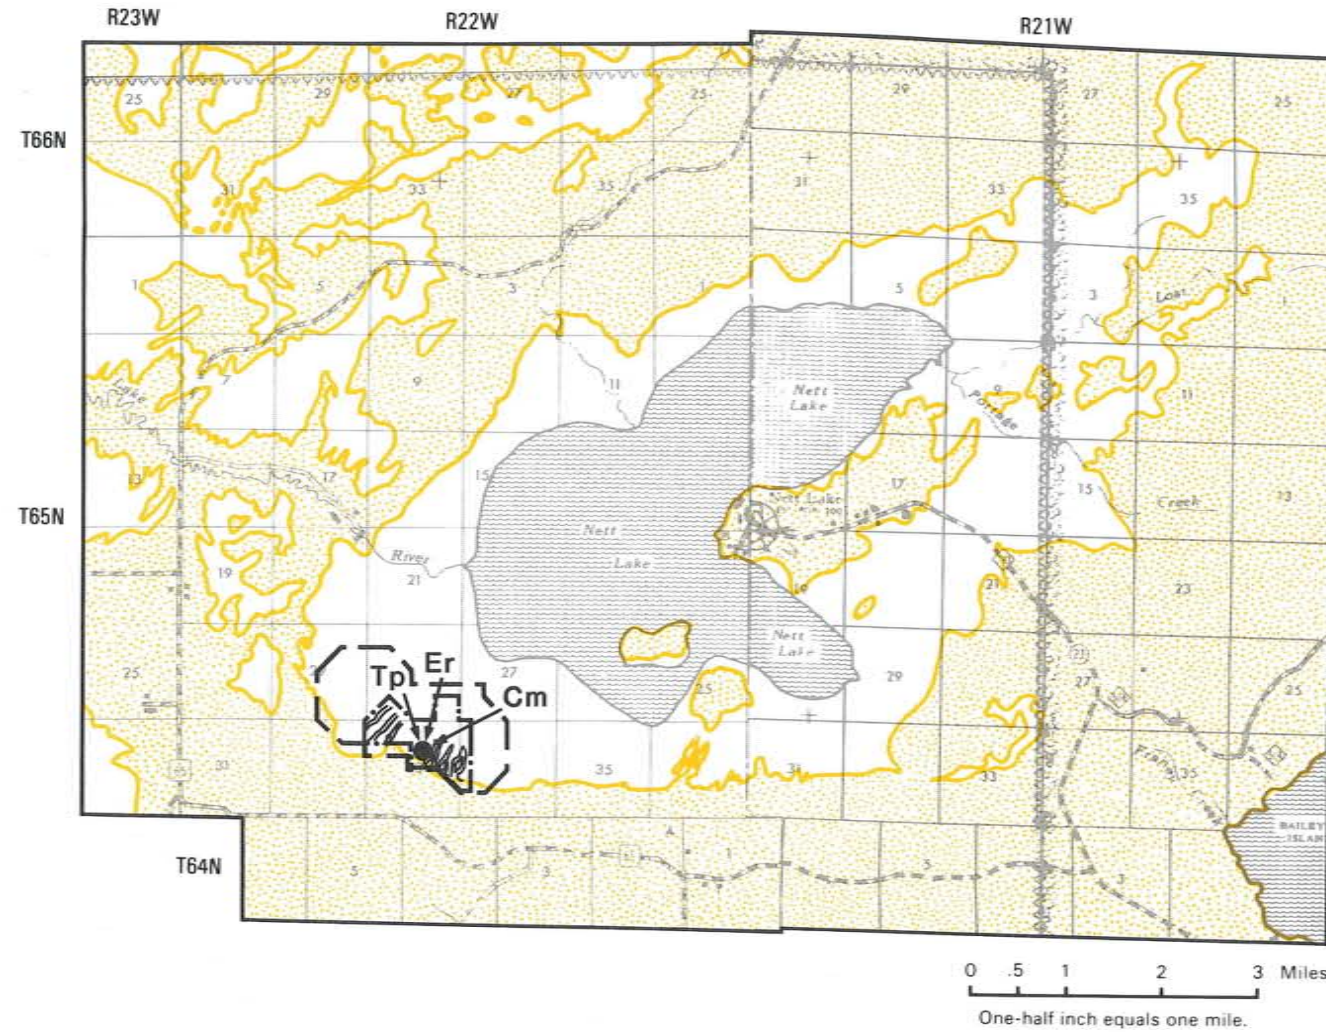 R23W R22W R21W
25 29 27 25 29 27 25
T66N
31 33 35 31 33 35
1 5 3 1 5 3 1
Lost
7 9 11 9 11
Lake
Nett
Lake
Portage
13 17 15 17 15 13
Nett Lake
Creek
T65N
Nett
Lake
River
19 21 19 21 23
Nett
Lake
25 27 25 29 27 25
Tp Er Cm
31 35 31 33 35
Creek
BAILEY
T64N
5 3 1 5 3
0 .5 1 2 3 Miles
One-half inch equals one mile.